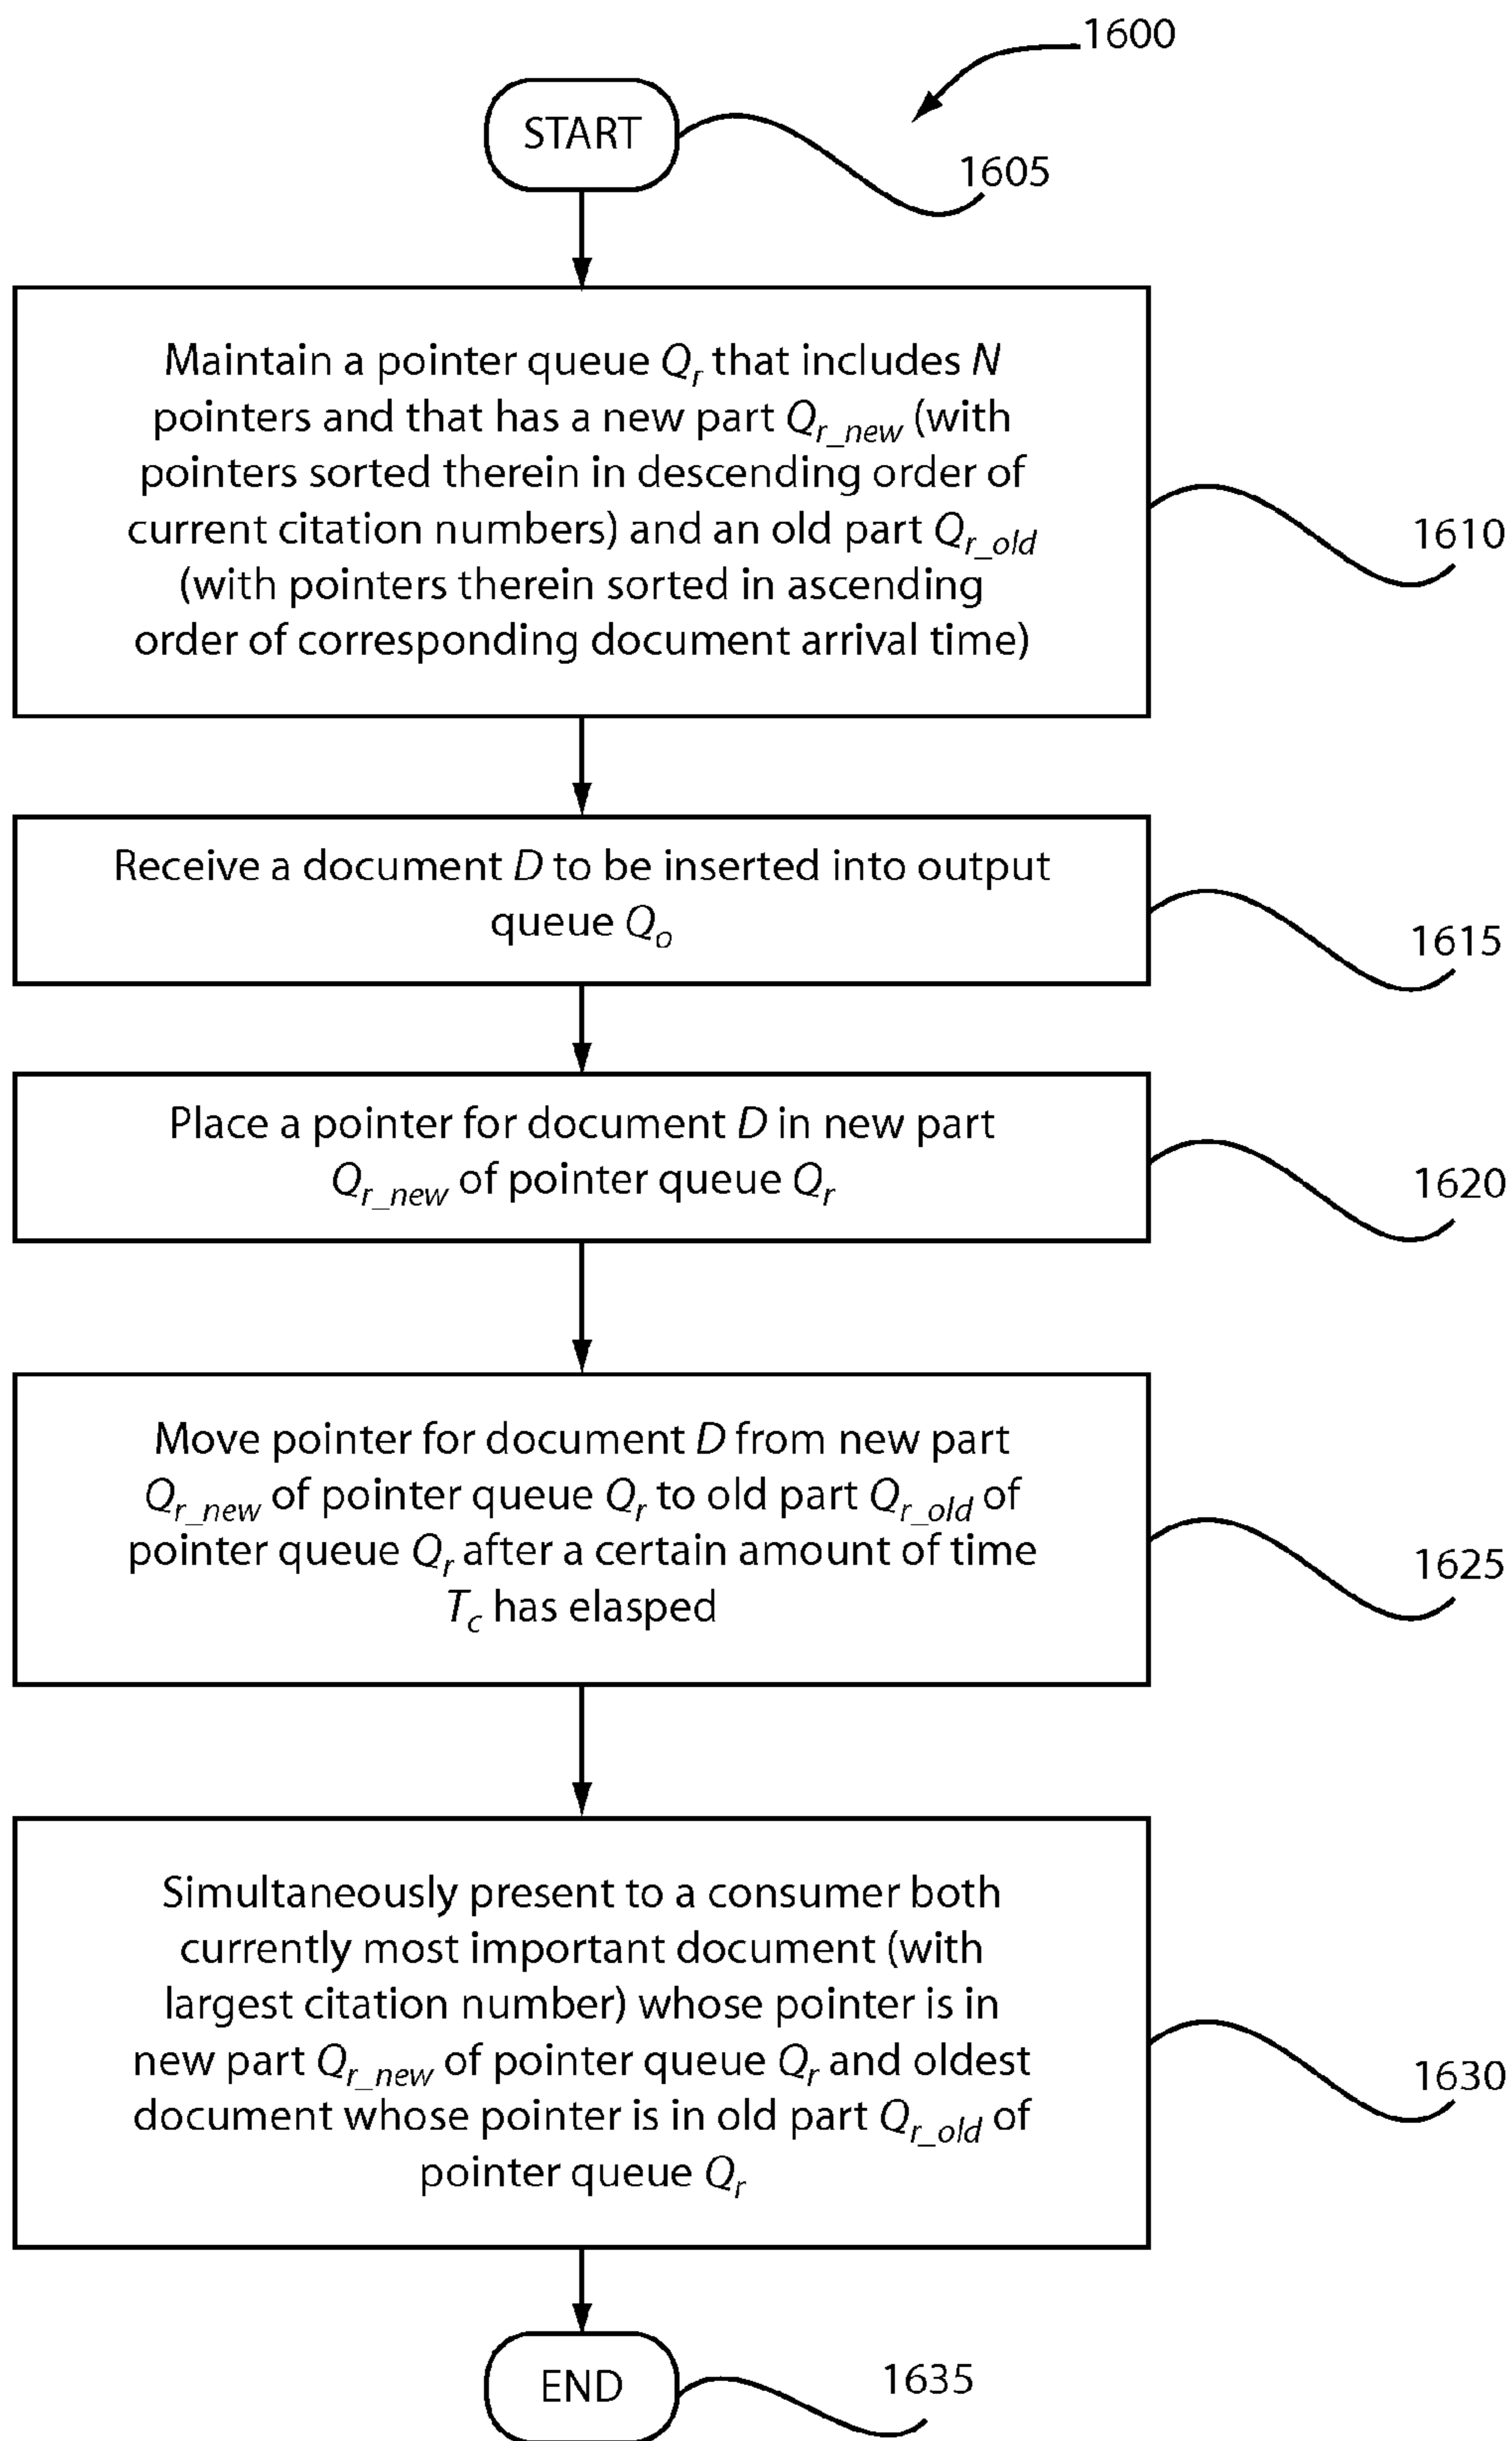 1600
START
1605
Maintain a pointer queue Qr that includes N
pointers and that has a new part Qr_new (with
pointers sorted therein in descending order of
current citation numbers) and an old part Qr_old
(with pointers therein sorted in ascending
order of corresponding document arrival time)
1610
Receive a document D to be inserted into output
queue Qo
1615
Place a pointer for document D in new part
Qr_new of pointer queue Qr
1620
Move pointer for document D from new part
Qr_new of pointer queue Qr to old part Qr_old of
pointer queue Qr after a certain amount of time
Tc has elasped
1625
Simultaneously present to a consumer both
currently most important document (with
largest citation number) whose pointer is in
new part Qr_new of pointer queue Qr and oldest
document whose pointer is in old part Qr_old of
pointer queue Qr
1630
END
1635